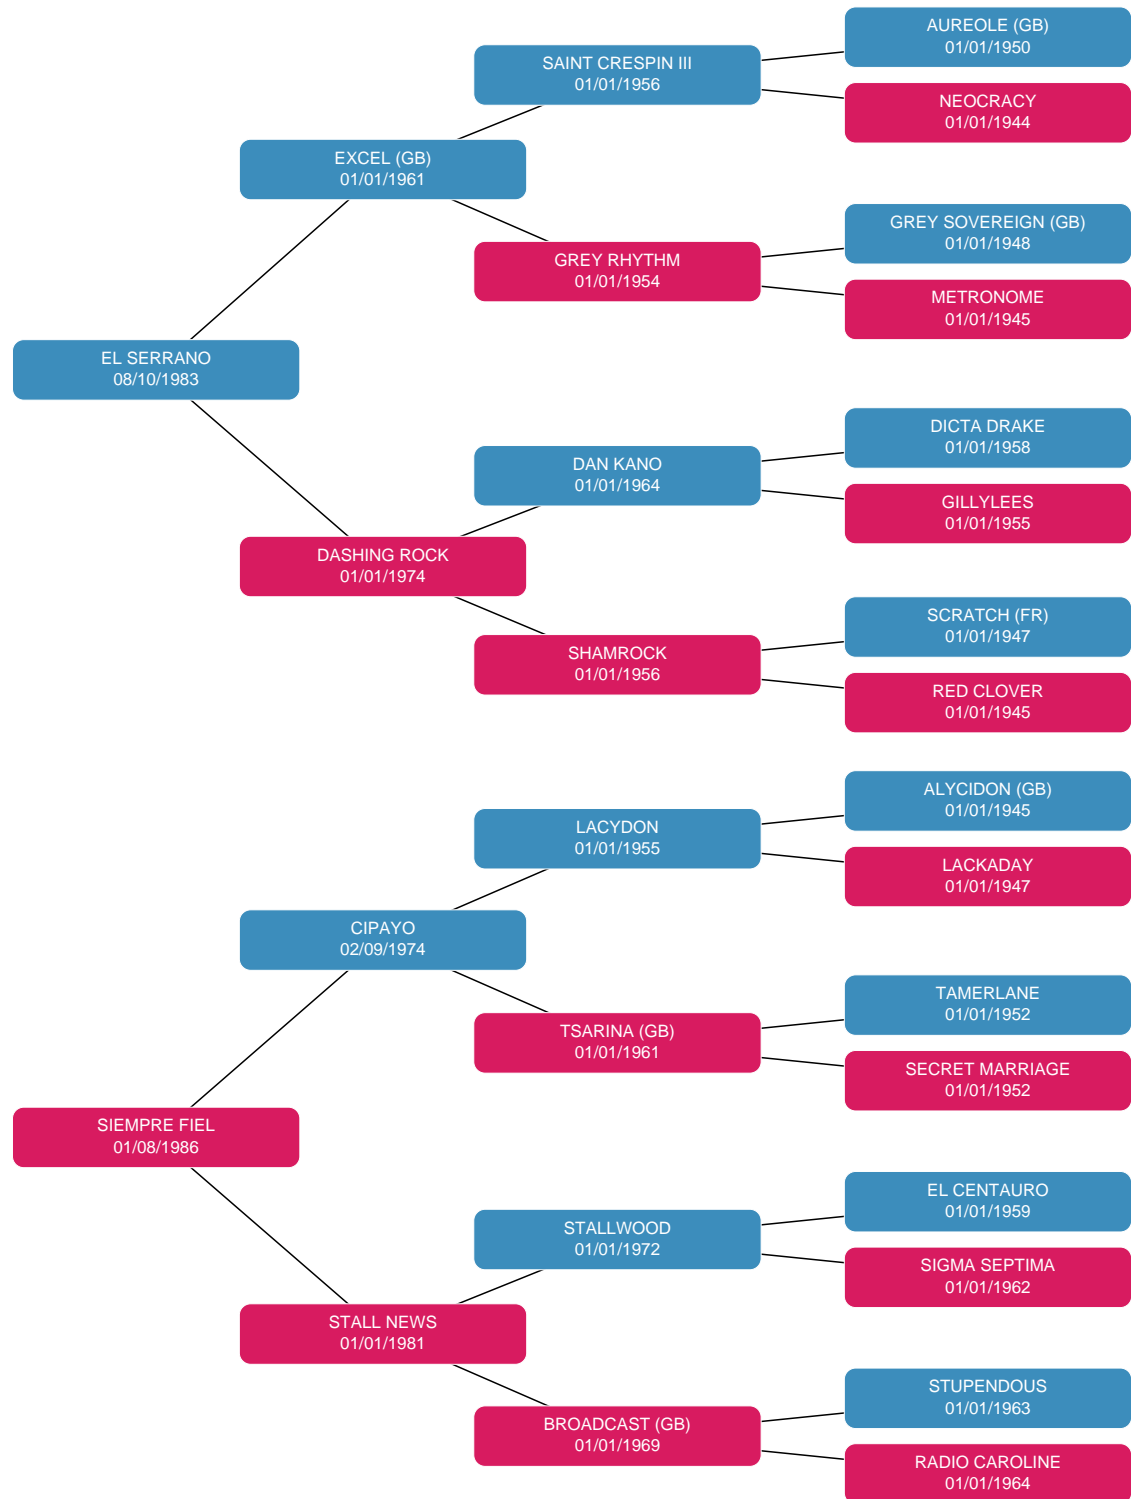 AUREOLE (GB)
01/01/1950
SAINT CRESPIN III
01/01/1956
NEOCRACY
01/01/1944
EXCEL (GB)
01/01/1961
GREY SOVEREIGN (GB)
01/01/1948
GREY RHYTHM
01/01/1954
METRONOME
01/01/1945
EL SERRANO
08/10/1983
DICTA DRAKE
01/01/1958
DAN KANO
01/01/1964
GILLYLEES
01/01/1955
DASHING ROCK
01/01/1974
SCRATCH (FR)
01/01/1947
SHAMROCK
01/01/1956
RED CLOVER
01/01/1945
ALYCIDON (GB)
01/01/1945
LACYDON
01/01/1955
LACKADAY
01/01/1947
CIPAYO
02/09/1974
TAMERLANE
01/01/1952
TSARINA (GB)
01/01/1961
SECRET MARRIAGE
01/01/1952
SIEMPRE FIEL
01/08/1986
EL CENTAURO
01/01/1959
STALLWOOD
01/01/1972
SIGMA SEPTIMA
01/01/1962
STALL NEWS
01/01/1981
STUPENDOUS
01/01/1963
BROADCAST (GB)
01/01/1969
RADIO CAROLINE
01/01/1964